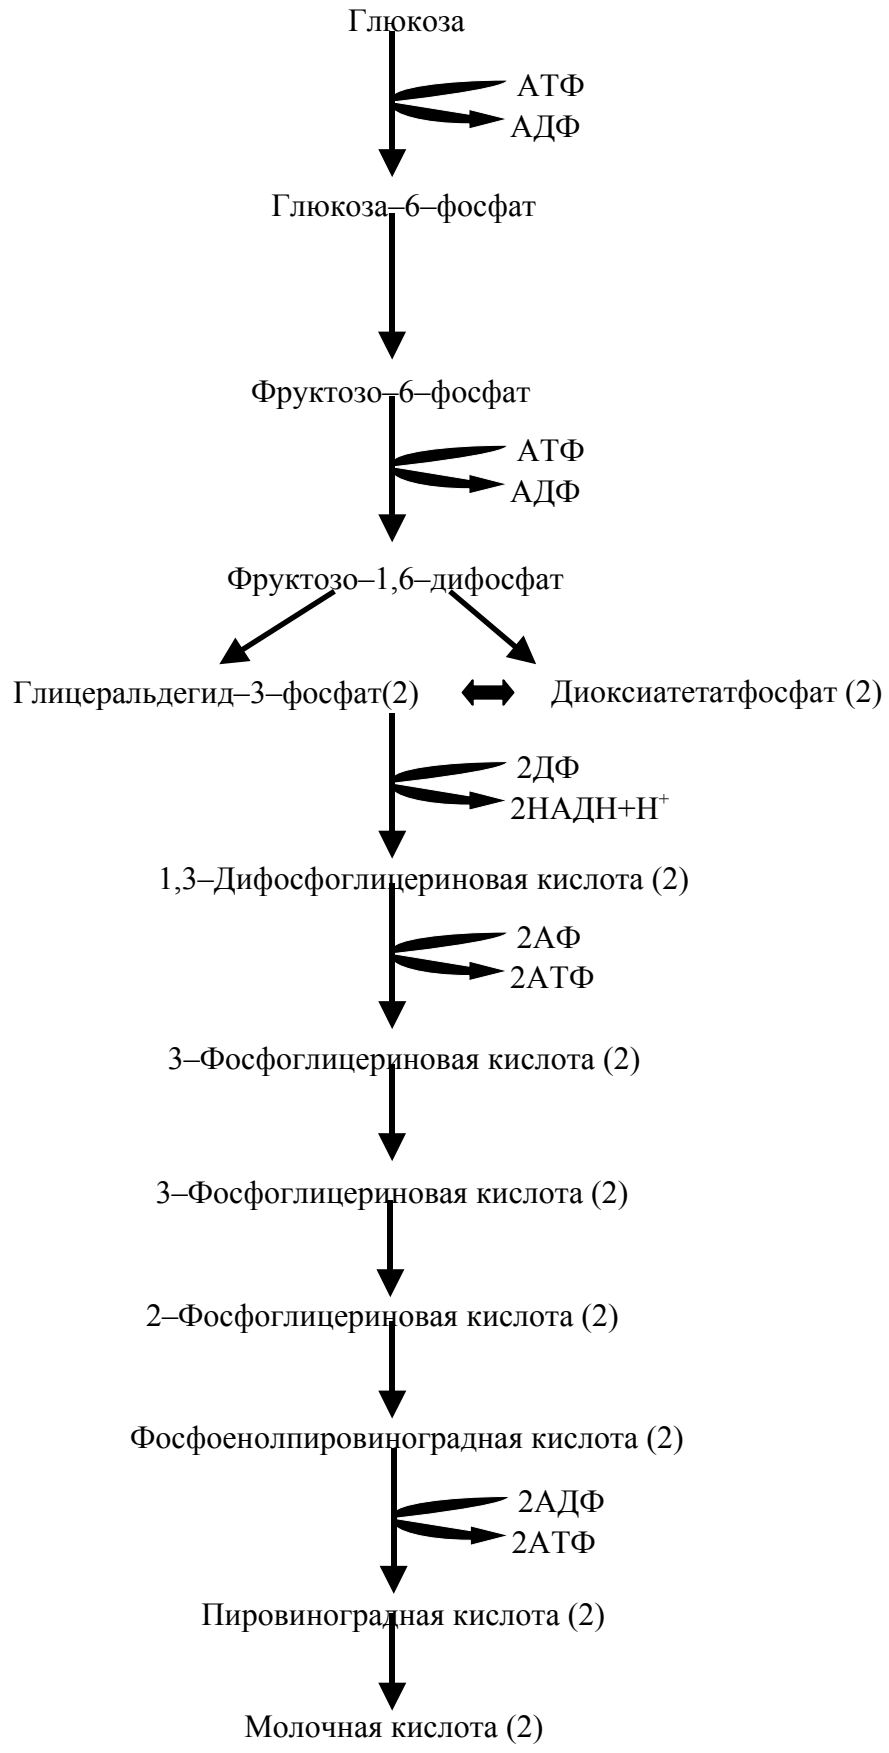 Глюкоза
АТФ
АДФ
Глюкоза–6–фосфат
Фруктозо–6–фосфат
АТФ
АДФ
Фруктозо–1,6–дифосфат
Глицеральдегид–3–фосфат(2) Диоксиатетатфосфат (2)
2ДФ
2НАДН+Н⁺
1,3–Дифосфоглицериновая кислота (2)
2АФ
2АТФ
3–Фосфоглицериновая кислота (2)
3–Фосфоглицериновая кислота (2)
2–Фосфоглицериновая кислота (2)
Фосфоенолпировиноградная кислота (2)
2АДФ
2АТФ
Пировиноградная кислота (2)
Молочная кислота (2)